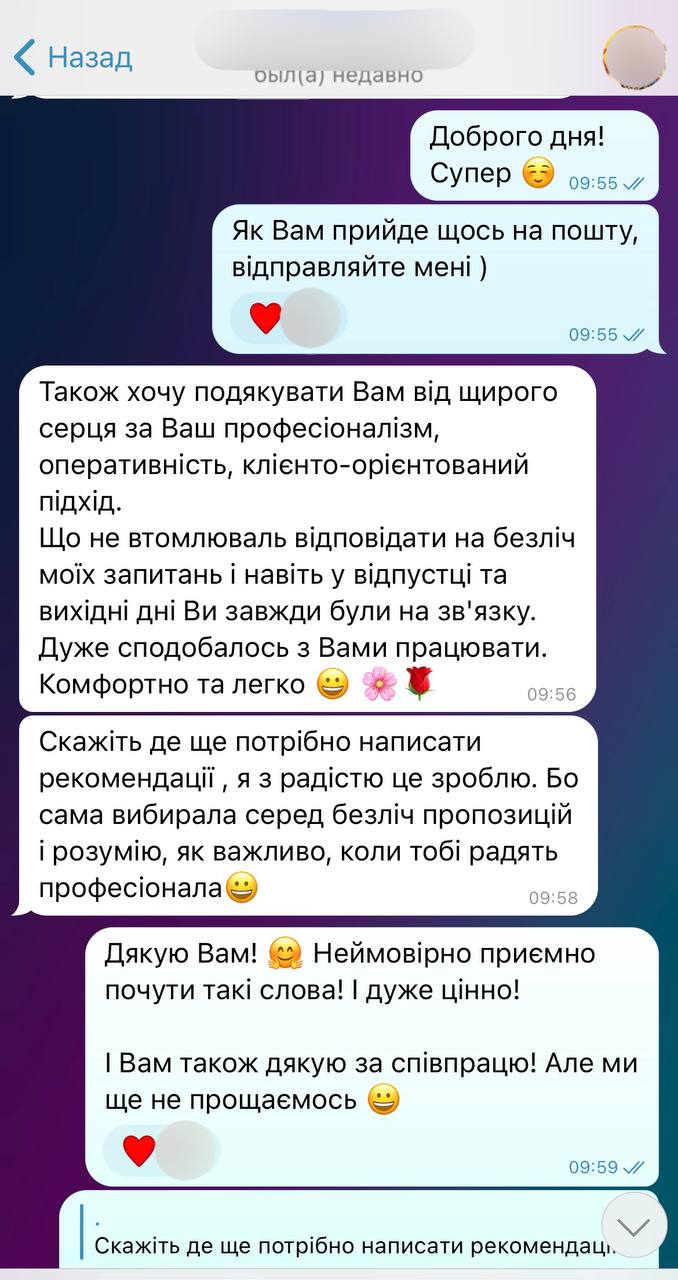 Назад
был(а) недавно
Доброго дня!
Супер ☺️ 09:55
Як Вам прийде щось на пошту,
відправляйте мені )
09:55
Також хочу подякувати Вам від щирого
серця за Ваш професіоналізм,
оперативність, клієнто-орієнтований
підхід.
Що не втомлюваль відповідати на безліч
моїх запитань і навіть у відпустці та
вихідні дні Ви завжди були на зв'язку.
Дуже сподобалось з Вами працювати.
Комфортно та легко 😀 🌸🌹 09:56
Скажіть де ще потрібно написати
рекомендації , я з радістю це зроблю. Бо
сама вибирала серед безліч пропозицій
і розумію, як важливо, коли тобі радять
професіонала😀 09:58
Дякую Вам! 🤗 Неймовірно приємно
почути такі слова! І дуже цінно!
І Вам також дякую за співпрацю! Але ми
ще не прощаємось 😀
09:59
.
Скажіть де ще потрібно написати рекомендаці